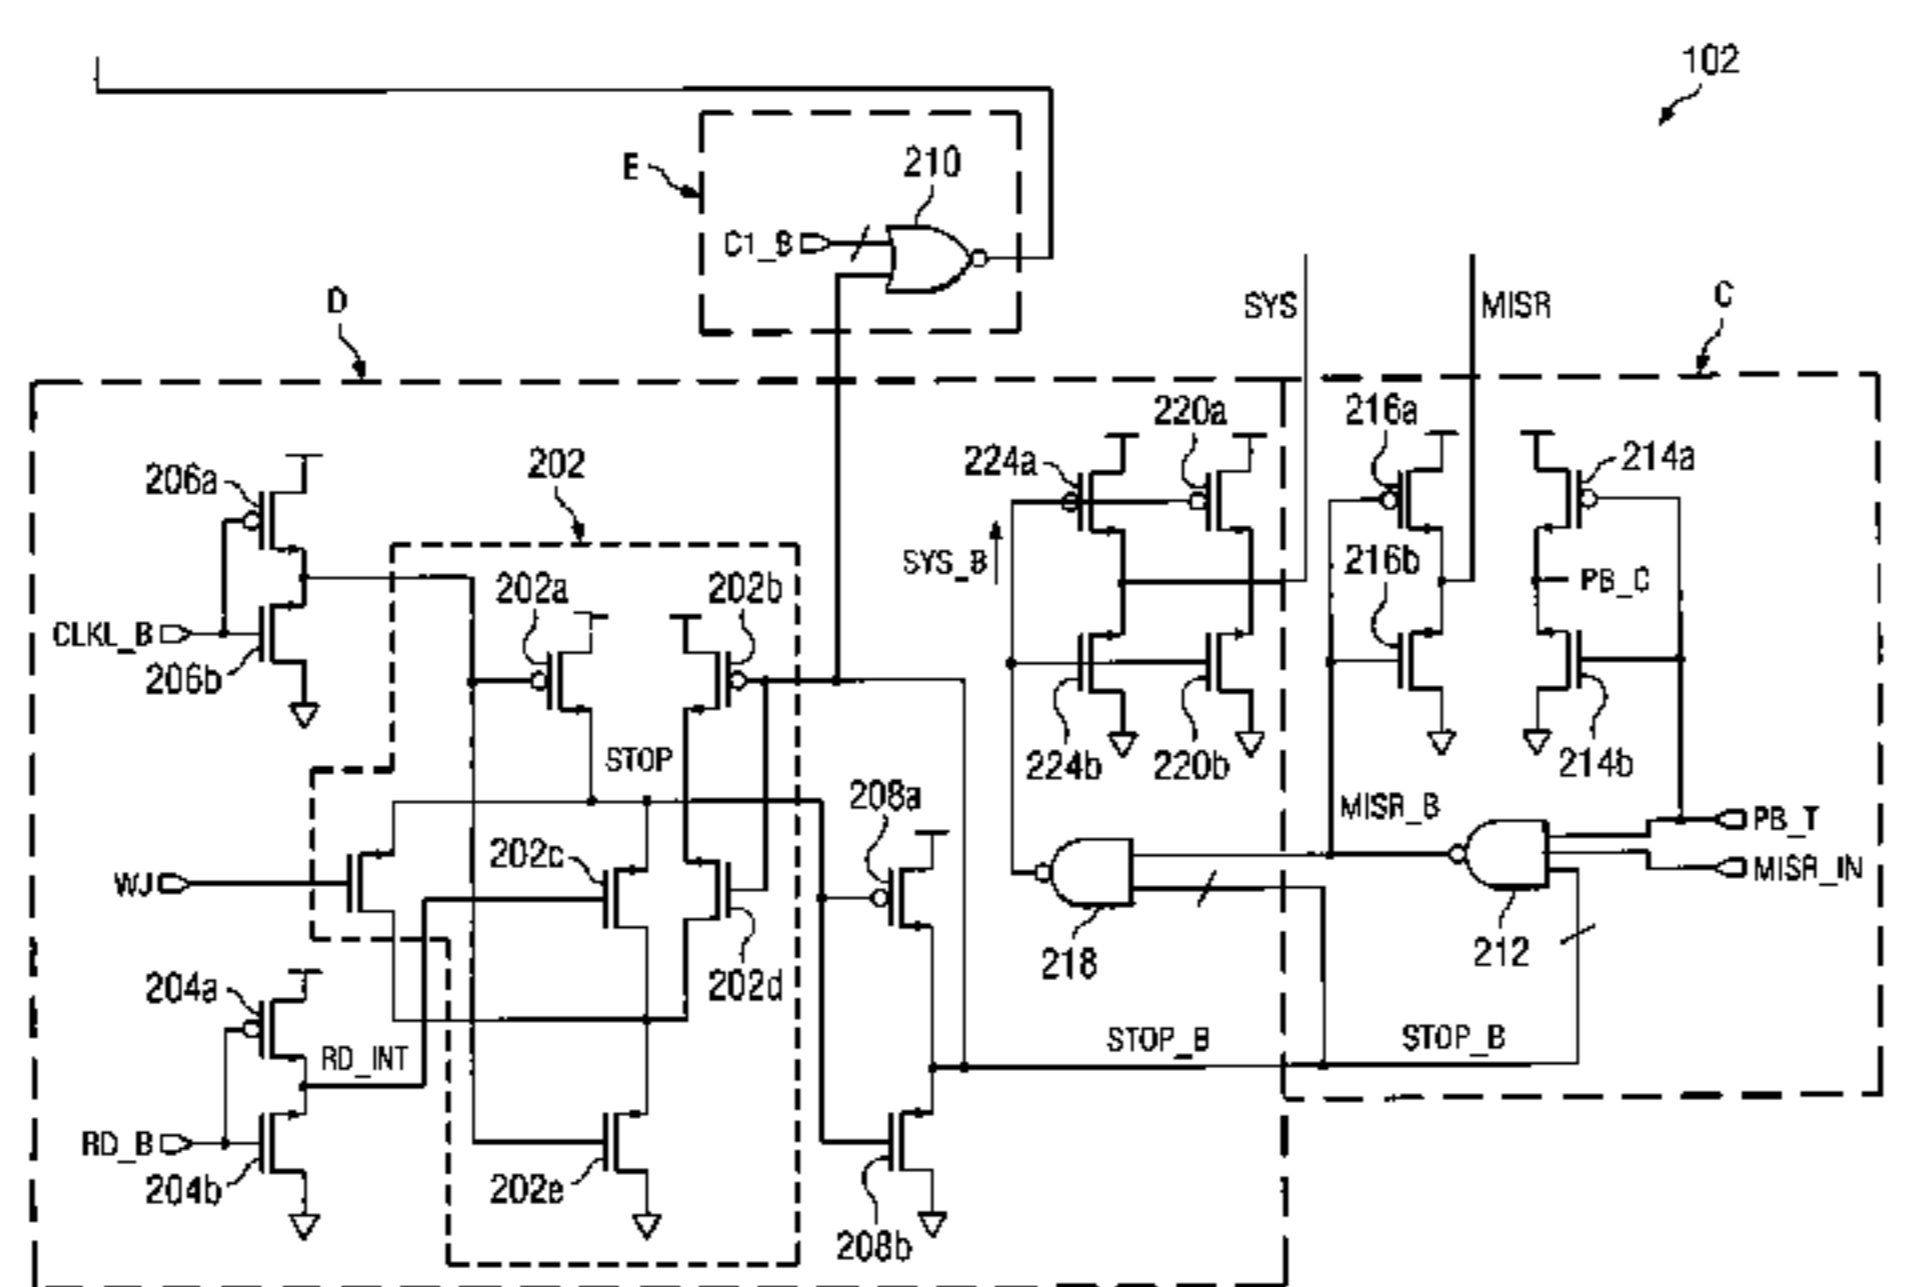 102
E
210
C1_B
D
SYS
MISR
C
220a
216a
224a
214a
206a
202
SYS_B
216b
PB_C
202a
202b
CLKL_B
206b
STOP
224b
220b
214b
208a
MISR_B
PB_T
202c
WJ
MISR_IN
218
212
204a
202d
RD_INT
STOP_B
STOP_B
RD_B
204b
202e
208b